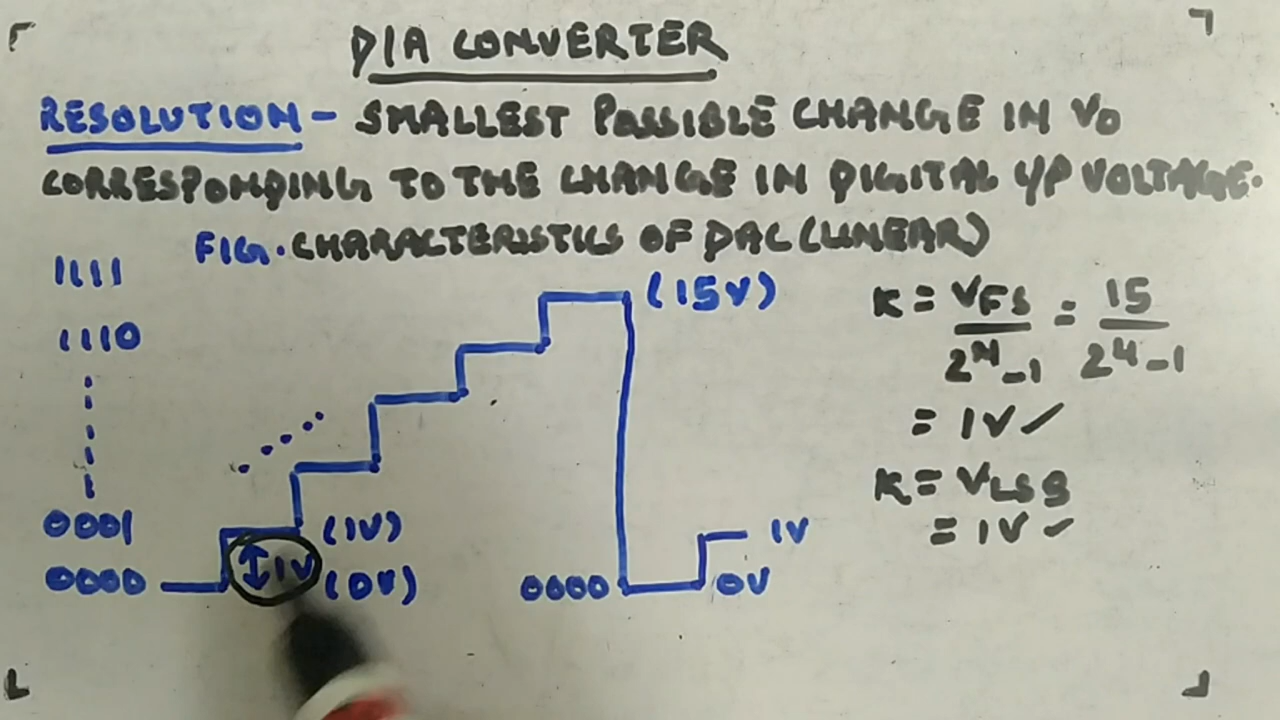 D/A CONVERTER
RESOLUTION - SMALLEST POSSIBLE CHANGE IN VO
CORRESPONDING TO THE CHANGE IN DIGITAL I/P VOLTAGE.
FIG. CHARACTERISTICS OF DAC (LINEAR)
1111
1110
0001
0000
(15V)
(1V)
1V
(0V)
0000
1V
0V
K = VFS / 2^N-1 = 15 / 2^4-1
= 1V ✓
K = VLSB
= 1V ✓